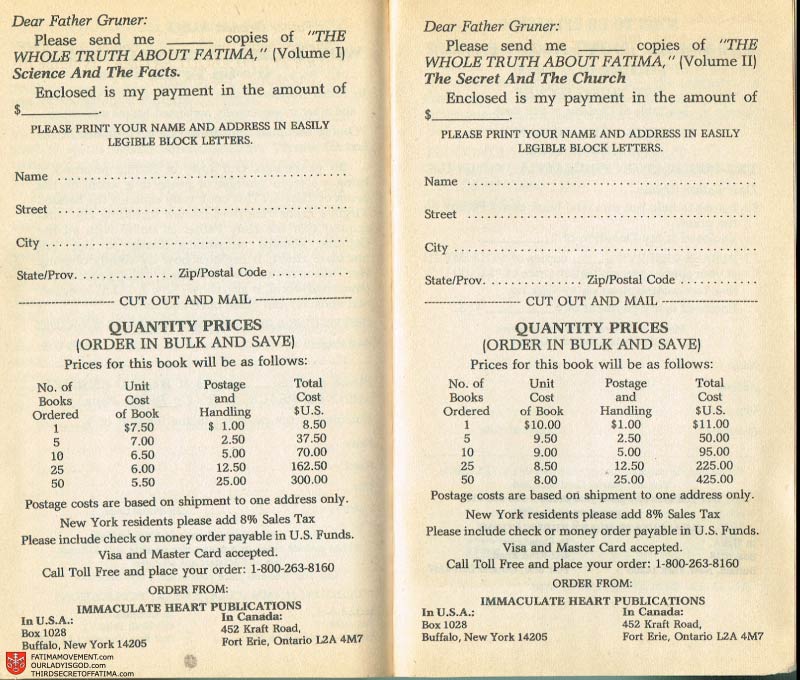 Dear Father Gruner:
Please send me ______ copies of "THE
WHOLE TRUTH ABOUT FATIMA," (Volume I)
Science And The Facts.
Enclosed is my payment in the amount of
$__________.
PLEASE PRINT YOUR NAME AND ADDRESS IN EASILY
LEGIBLE BLOCK LETTERS.
Name
Street
City
State/Prov. Zip/Postal Code
CUT OUT AND MAIL
QUANTITY PRICES
(ORDER IN BULK AND SAVE)
Prices for this book will be as follows:
No. of Unit Postage Total
Books Cost and Cost
Ordered of Book Handling $U.S.
1 $7.50 $ 1.00 8.50
5 7.00 2.50 37.50
10 6.50 5.00 70.00
25 6.00 12.50 162.50
50 5.50 25.00 300.00
Postage costs are based on shipment to one address only.
New York residents please add 8% Sales Tax
Please include check or money order payable in U.S. Funds.
Visa and Master Card accepted.
Call Toll Free and place your order: 1-800-263-8160
ORDER FROM:
IMMACULATE HEART PUBLICATIONS
In U.S.A.: In Canada:
Box 1028 452 Kraft Road,
Buffalo, New York 14205 Fort Erie, Ontario L2A 4M7
FATIMAMOVEMENT.com
OURLADYISGOD.com
THIRDSECRETOFFATIMA.com
Dear Father Gruner:
Please send me ______ copies of "THE
WHOLE TRUTH ABOUT FATIMA," (Volume II)
The Secret And The Church
Enclosed is my payment in the amount of
$__________.
PLEASE PRINT YOUR NAME AND ADDRESS IN EASILY
LEGIBLE BLOCK LETTERS.
Name
Street
City
State/Prov. Zip/Postal Code
CUT OUT AND MAIL
QUANTITY PRICES
(ORDER IN BULK AND SAVE)
Prices for this book will be as follows:
No. of Unit Postage Total
Books Cost and Cost
Ordered of Book Handling $U.S.
1 $10.00 $1.00 $11.00
5 9.50 2.50 50.00
10 9.00 5.00 95.00
25 8.50 12.50 225.00
50 8.00 25.00 425.00
Postage costs are based on shipment to one address only.
New York residents please add 8% Sales Tax
Please include check or money order payable in U.S. Funds.
Visa and Master Card accepted.
Call Toll Free and place your order: 1-800-263-8160
ORDER FROM:
IMMACULATE HEART PUBLICATIONS
In U.S.A.: In Canada:
Box 1028 452 Kraft Road,
Buffalo, New York 14205 Fort Erie, Ontario L2A 4M7